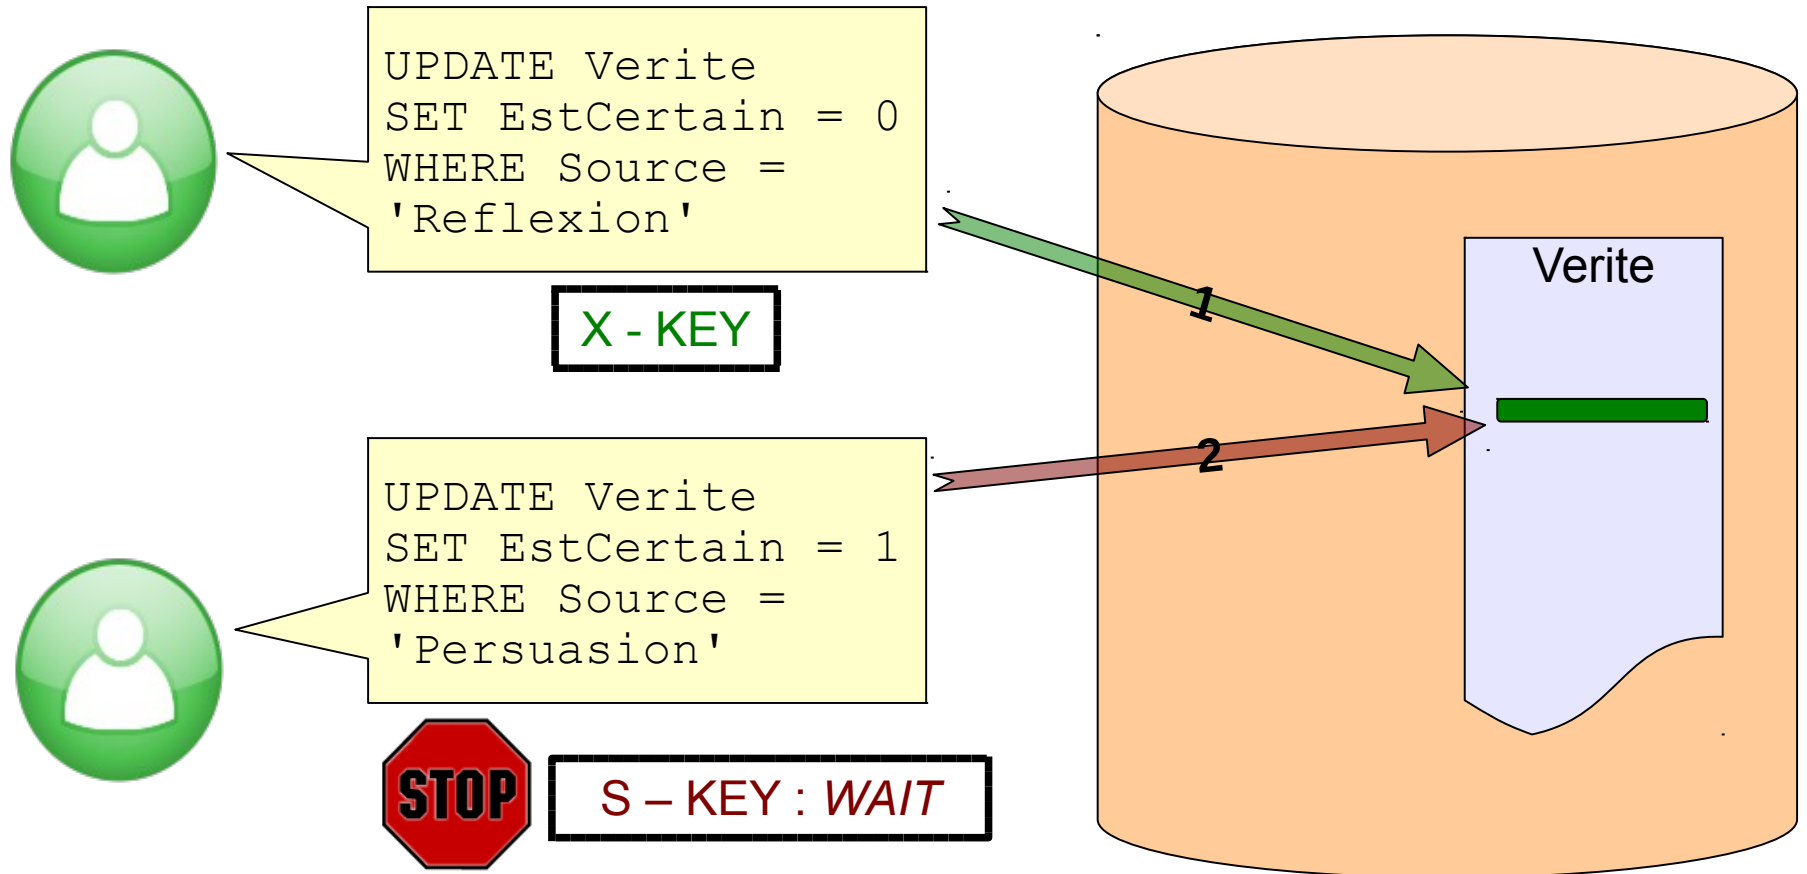 UPDATE Verite
SET EstCertain = 0
WHERE Source =
'Reflexion'
X - KEY
Verite
1
2
UPDATE Verite
SET EstCertain = 1
WHERE Source =
'Persuasion'
STOP
S – KEY : WAIT